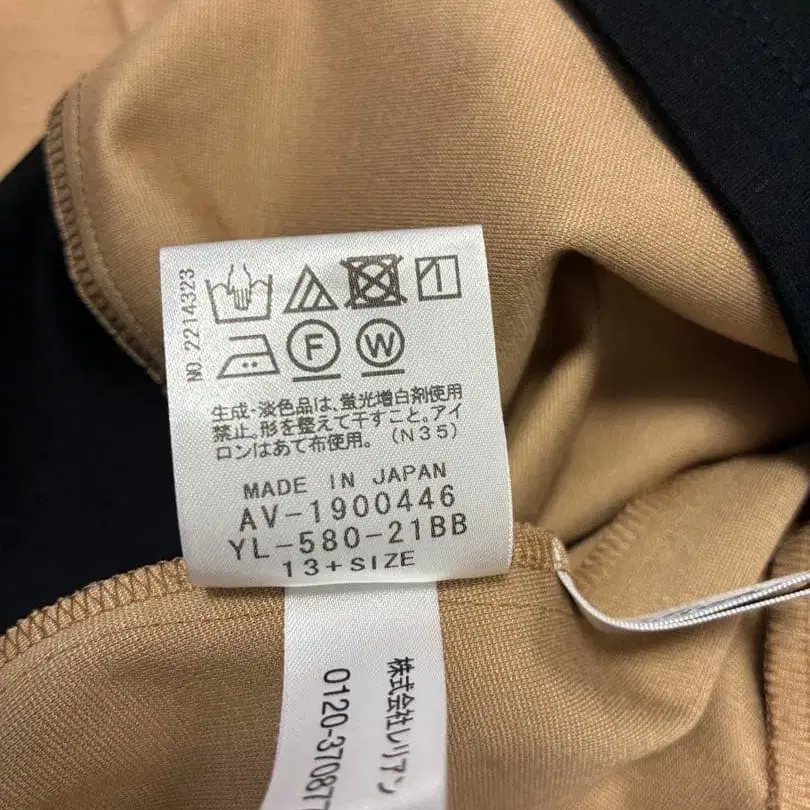 NO.2214323
F
W
生成・淡色品は、蛍光増白剤使用
禁止。形を整えて干すこと。アイ
ロンはあて布使用。(N35)
MADE IN JAPAN
AV-1900446
YL-580-21BB
13+SIZE
株式会社レリアン
0120-37087